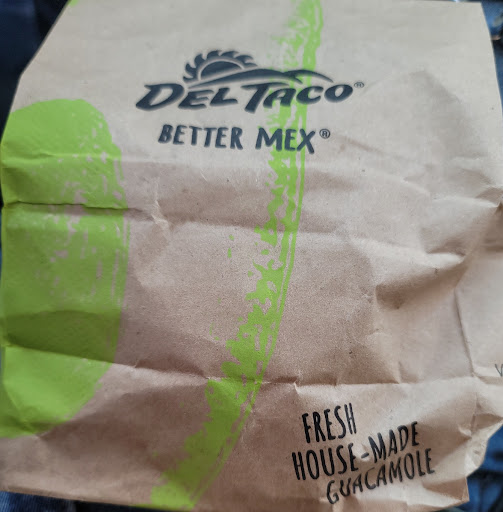 DEL TACO®
BETTER MEX®
FRESH
HOUSE-MADE
GUACAMOLE